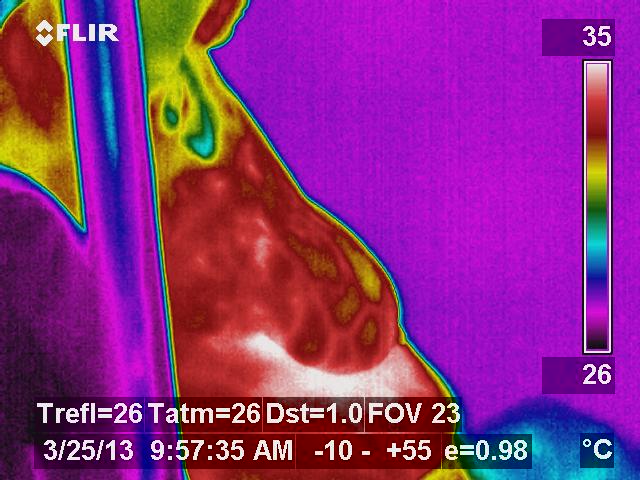 FLIR
35
26
Trefl=26 Tatm=26 Dst=1.0 FOV 23
3/25/13 9:57:35 AM -10 - +55 e=0.98 °C